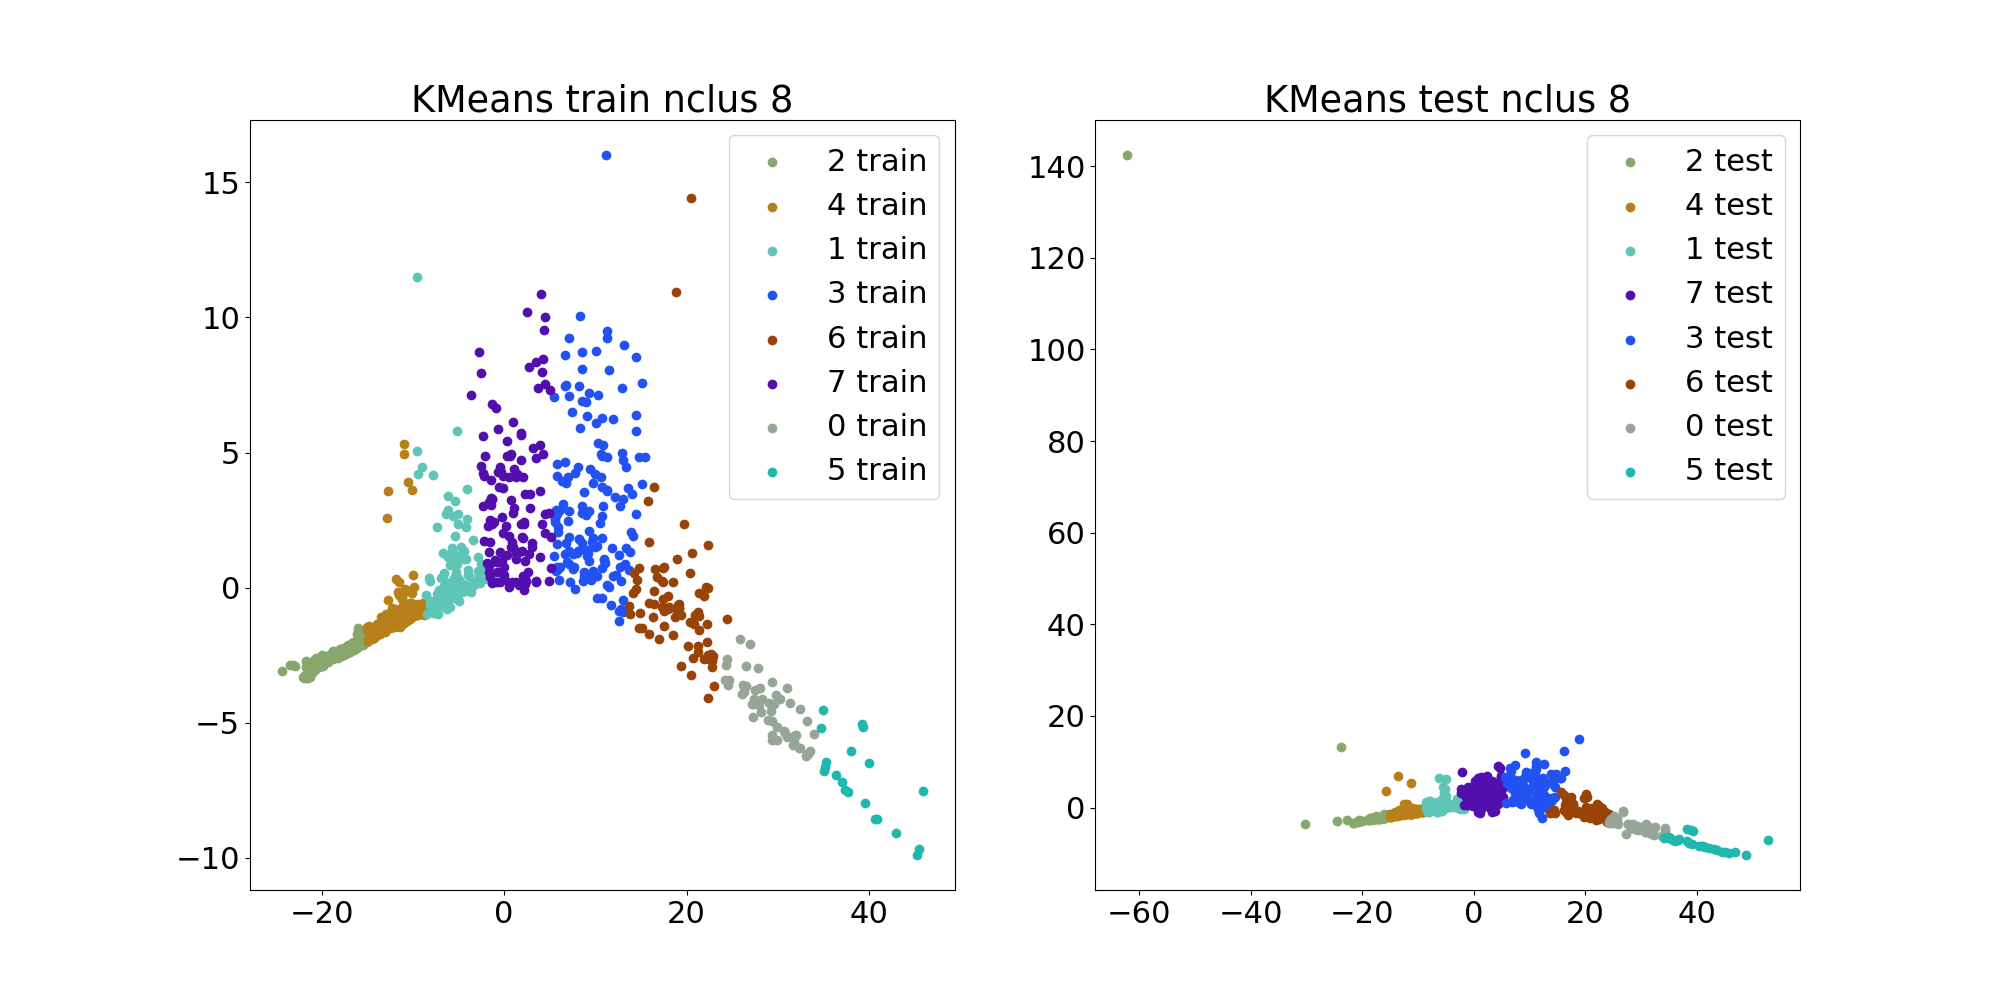 KMeans train nclus 8
15
10
5
0
−5
−10
−20
0
20
40
2 train
4 train
1 train
3 train
6 train
7 train
0 train
5 train
KMeans test nclus 8
140
120
100
80
60
40
20
0
−60
−40
−20
0
20
40
2 test
4 test
1 test
7 test
3 test
6 test
0 test
5 test